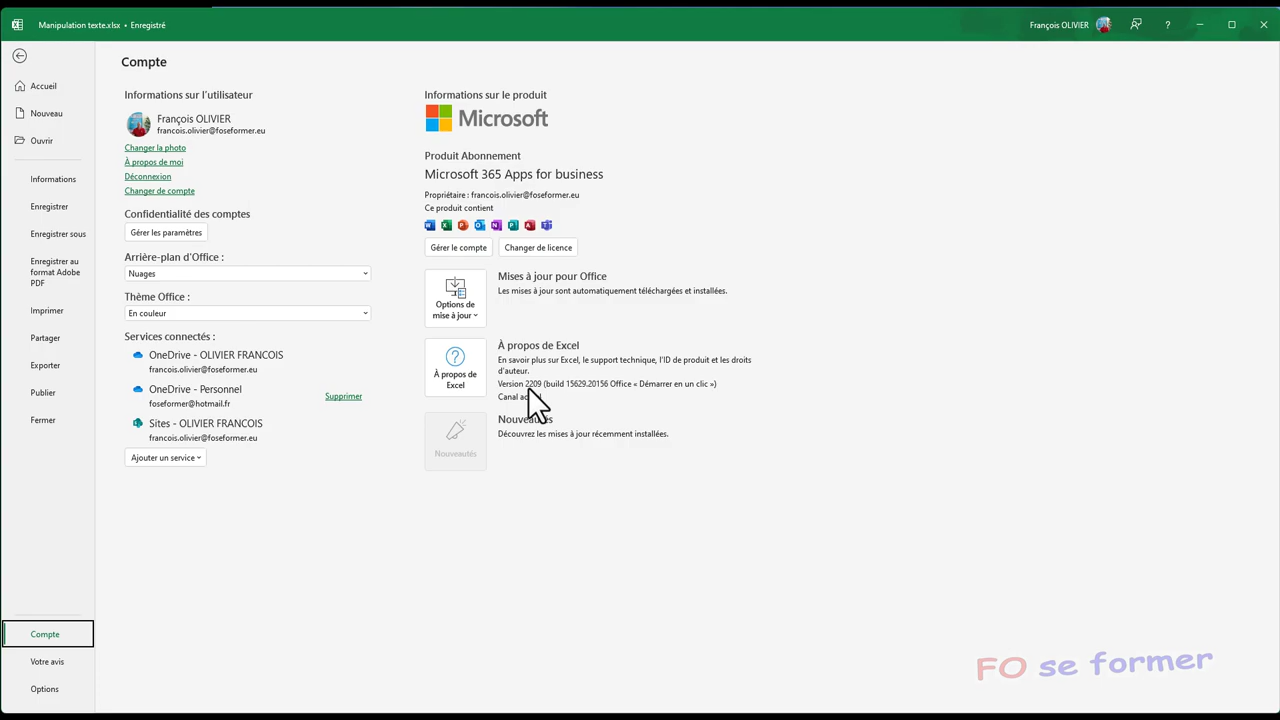 Manipulation texte.xlsx • Enregistré
François OLIVIER
?
Compte
Accueil
Nouveau
Ouvrir
Informations
Enregistrer
Enregistrer sous
Enregistrer au
format Adobe
PDF
Imprimer
Partager
Exporter
Publier
Fermer
Compte
Votre avis
Options
Informations sur l'utilisateur
François OLIVIER
francois.olivier@foseformer.eu
Changer la photo
À propos de moi
Déconnexion
Changer de compte
Confidentialité des comptes
Gérer les paramètres
Arrière-plan d'Office :
Nuages
Thème Office :
En couleur
Services connectés :
OneDrive - OLIVIER FRANCOIS
francois.olivier@foseformer.eu
OneDrive - Personnel
foseformer@hotmail.fr
Supprimer
Sites - OLIVIER FRANCOIS
francois.olivier@foseformer.eu
Ajouter un service
Informations sur le produit
Microsoft
Produit Abonnement
Microsoft 365 Apps for business
Propriétaire : francois.olivier@foseformer.eu
Ce produit contient
Gérer le compte
Changer de licence
Options de
mise à jour
Mises à jour pour Office
Les mises à jour sont automatiquement téléchargées et installées.
À propos de
Excel
À propos de Excel
En savoir plus sur Excel, le support technique, l'ID de produit et les droits
d'auteur.
Version 2209 (build 15629.20156 Office « Démarrer en un clic »)
Canal
Nouveautés
Nouveautés
Découvrez les mises à jour récemment installées.
FO se former